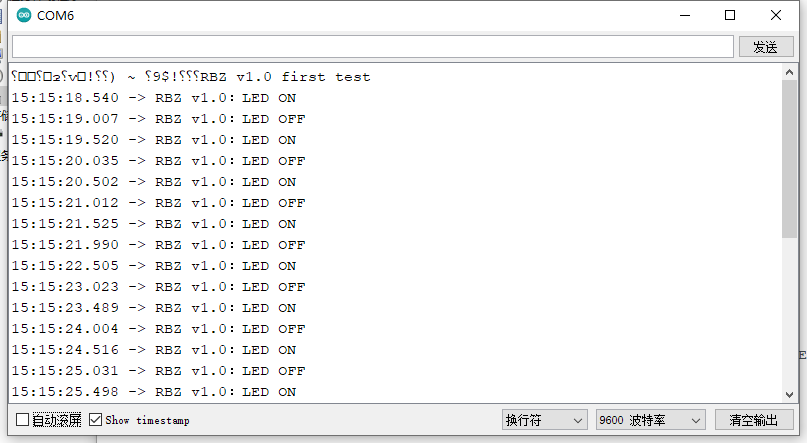 COM6
发送
RBZ v1.0 first test
15:15:18.540 -> RBZ v1.0: LED ON
15:15:19.007 -> RBZ v1.0: LED OFF
15:15:19.520 -> RBZ v1.0: LED ON
15:15:20.035 -> RBZ v1.0: LED OFF
15:15:20.502 -> RBZ v1.0: LED ON
15:15:21.012 -> RBZ v1.0: LED OFF
15:15:21.525 -> RBZ v1.0: LED ON
15:15:21.990 -> RBZ v1.0: LED OFF
15:15:22.505 -> RBZ v1.0: LED ON
15:15:23.023 -> RBZ v1.0: LED OFF
15:15:23.489 -> RBZ v1.0: LED ON
15:15:24.004 -> RBZ v1.0: LED OFF
15:15:24.516 -> RBZ v1.0: LED ON
15:15:25.031 -> RBZ v1.0: LED OFF
15:15:25.498 -> RBZ v1.0: LED ON
自动滚屏 Show timestamp 换行符 9600 波特率 清空输出